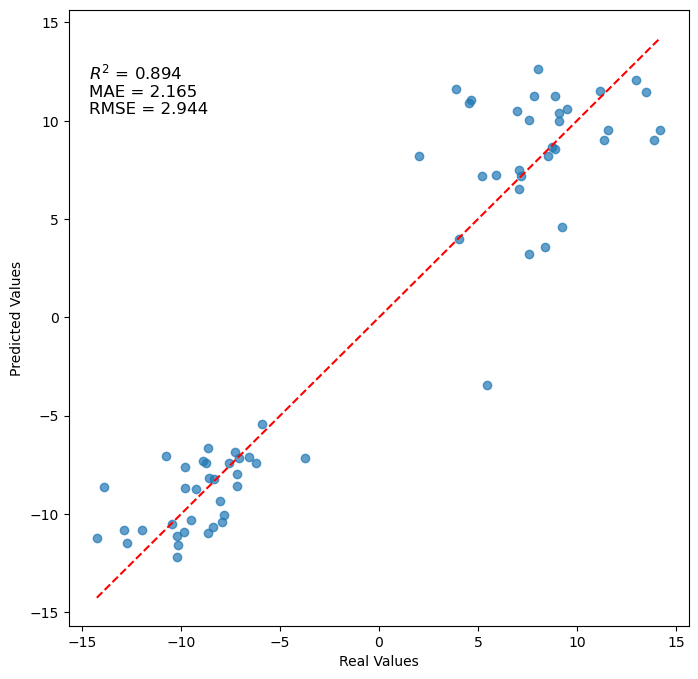 15
10
5
0
−5
−10
−15
R² = 0.894
MAE = 2.165
RMSE = 2.944
Predicted Values
−15 −10 −5 0 5 10 15
Real Values